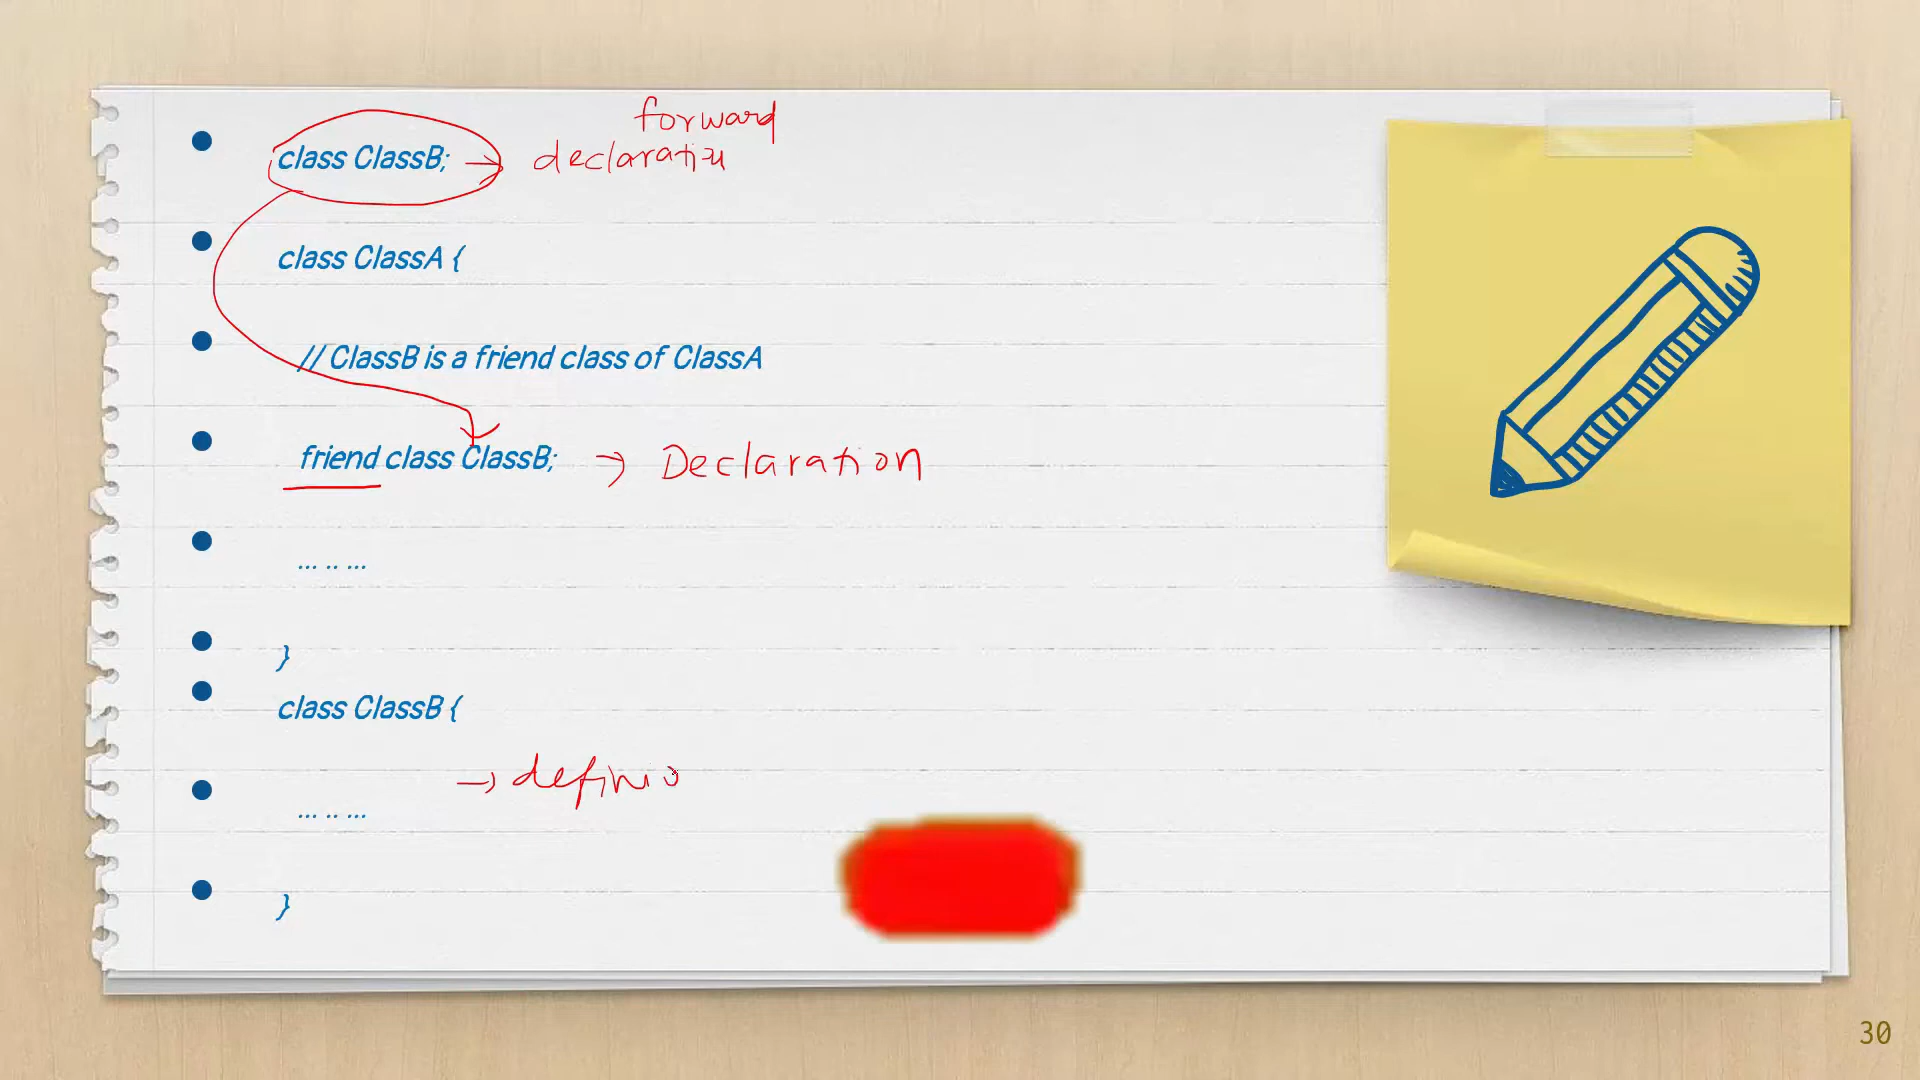 forward
class ClassB; → declaration
class ClassA {
// ClassB is a friend class of ClassA
friend class ClassB; → Declaration
... .. ...
}
class ClassB {
→ definio
... .. ...
}
30